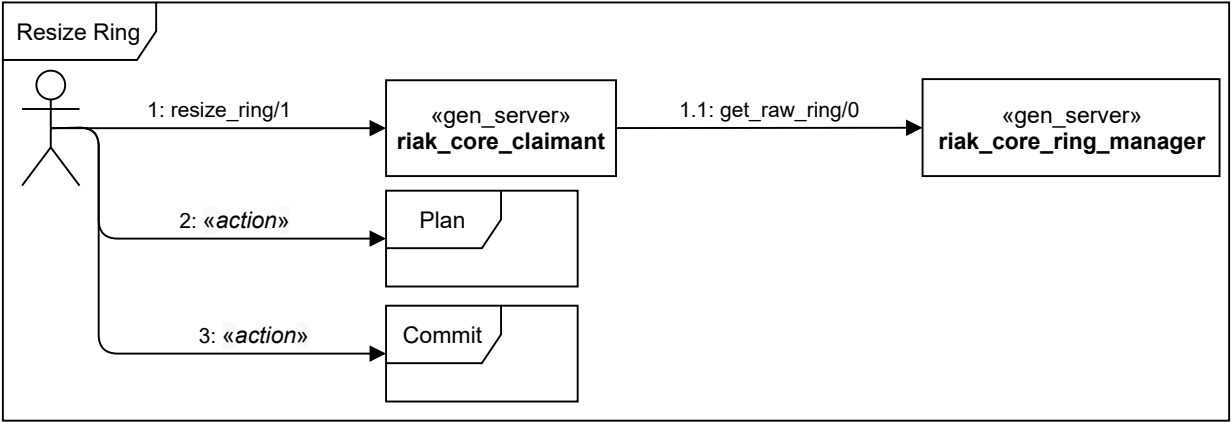 Resize Ring
1: resize_ring/1
«gen_server»
riak_core_claimant
1.1: get_raw_ring/0
«gen_server»
riak_core_ring_manager
2: «action»
Plan
3: «action»
Commit